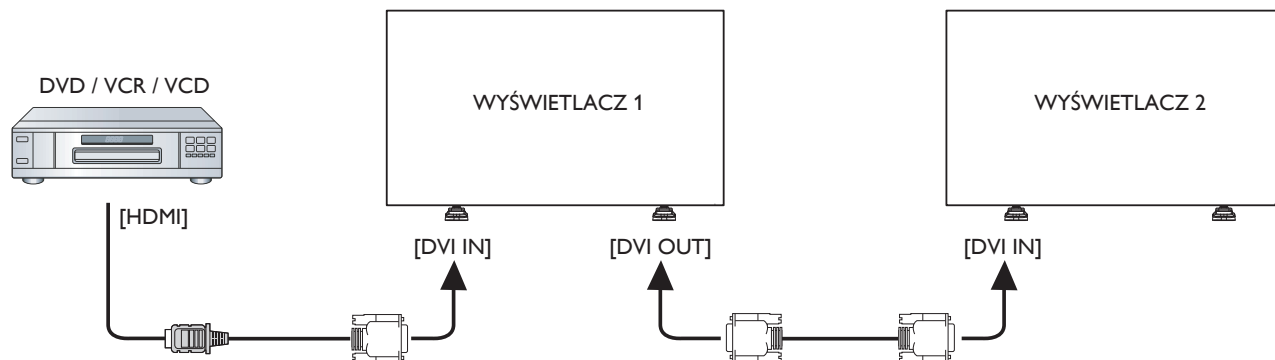 DVD / VCR / VCD
WYŚWIETLACZ 1
WYŚWIETLACZ 2
[HDMI]
[DVI IN]
[DVI OUT]
[DVI IN]